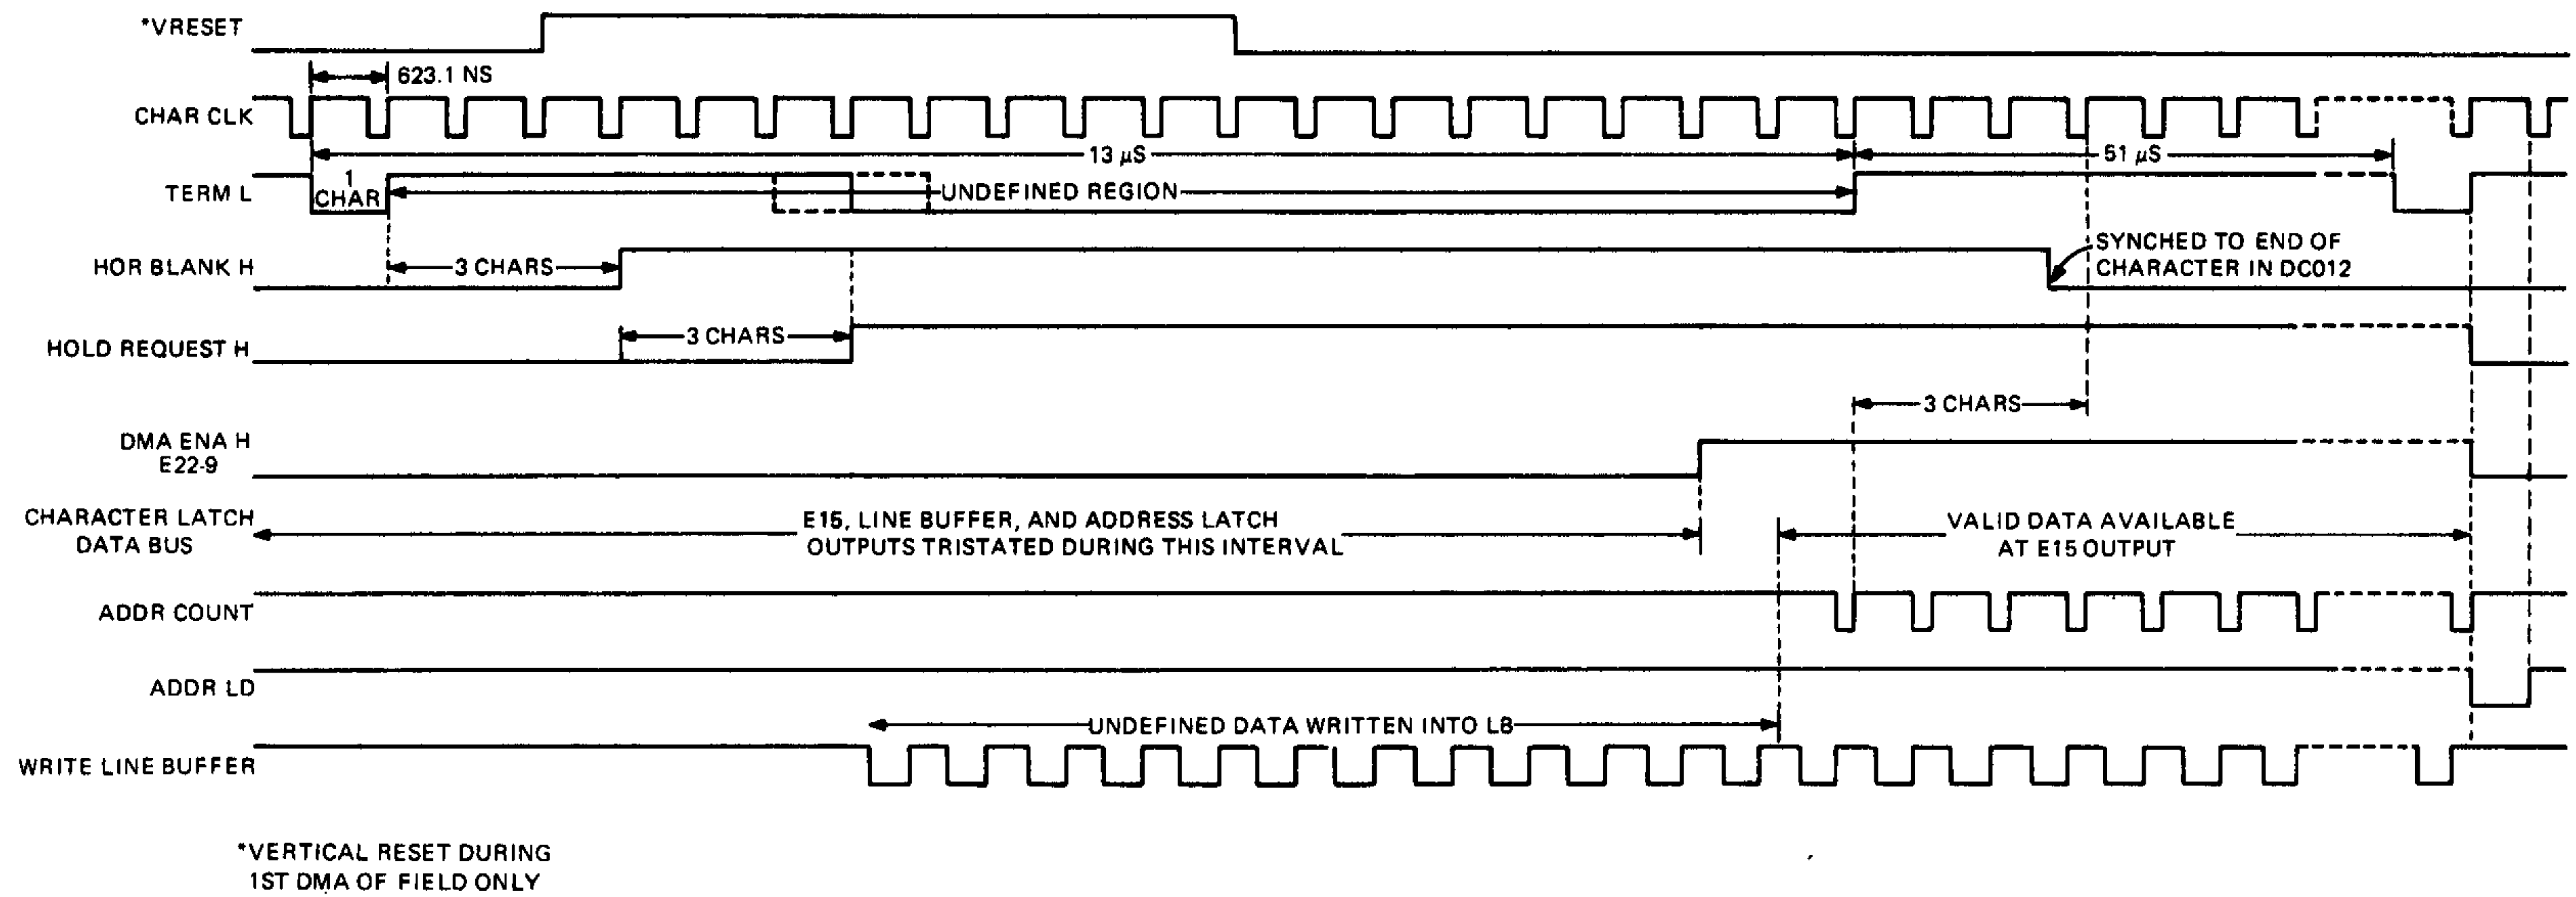 *VRESET
623.1 NS
CHAR CLK
13 µS
51 µS
TERM L
1
CHAR
UNDEFINED REGION
HOR BLANK H
3 CHARS
SYNCHED TO END OF
CHARACTER IN DC012
HOLD REQUEST H
3 CHARS
3 CHARS
DMA ENA H
E22-9
CHARACTER LATCH
DATA BUS
E15, LINE BUFFER, AND ADDRESS LATCH
OUTPUTS TRISTATED DURING THIS INTERVAL
VALID DATA AVAILABLE
AT E15 OUTPUT
ADDR COUNT
ADDR LD
UNDEFINED DATA WRITTEN INTO LB
WRITE LINE BUFFER
*VERTICAL RESET DURING
1ST DMA OF FIELD ONLY